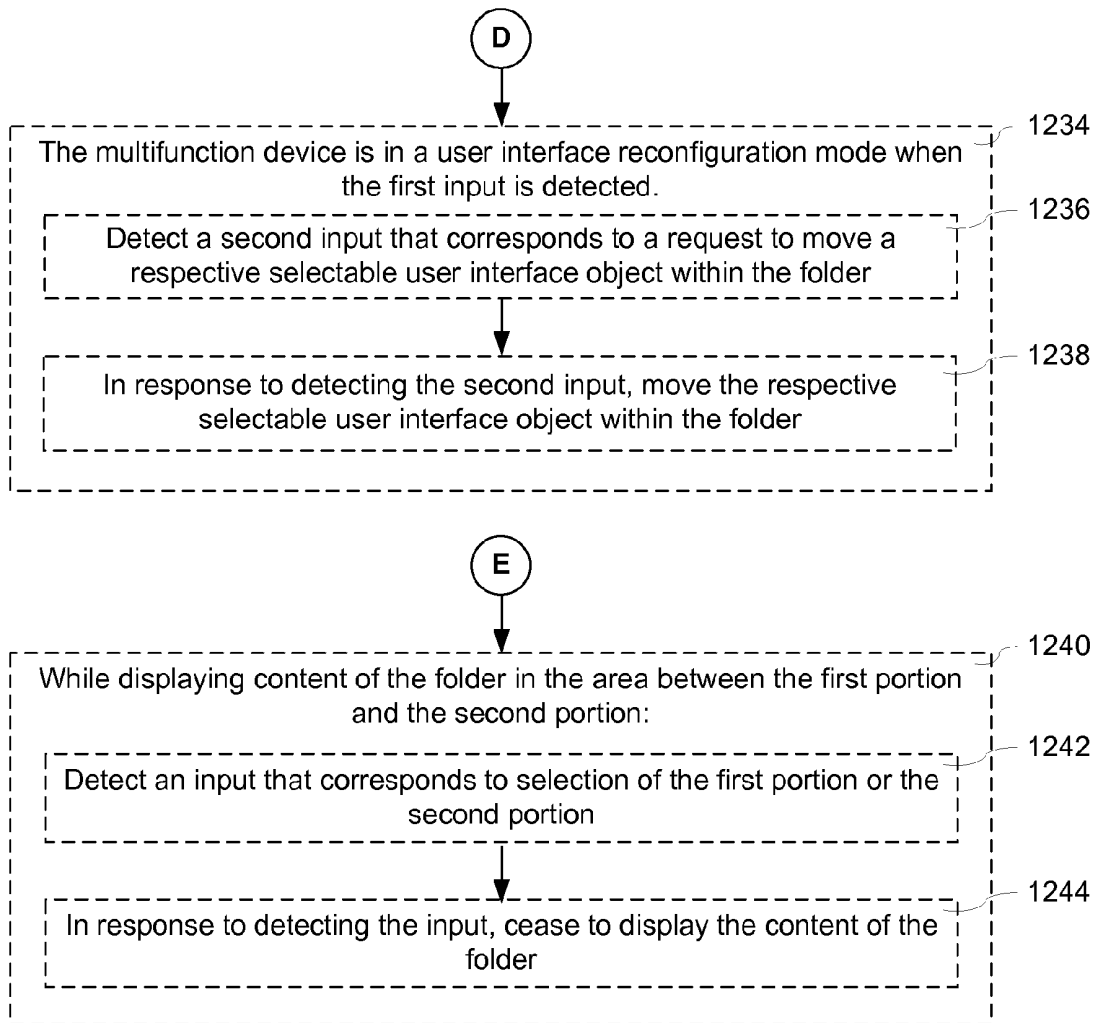 D
1234
The multifunction device is in a user interface reconfiguration mode when
the first input is detected.
1236
Detect a second input that corresponds to a request to move a
respective selectable user interface object within the folder
1238
In response to detecting the second input, move the respective
selectable user interface object within the folder
E
1240
While displaying content of the folder in the area between the first portion
and the second portion:
1242
Detect an input that corresponds to selection of the first portion or the
second portion
1244
In response to detecting the input, cease to display the content of the
folder